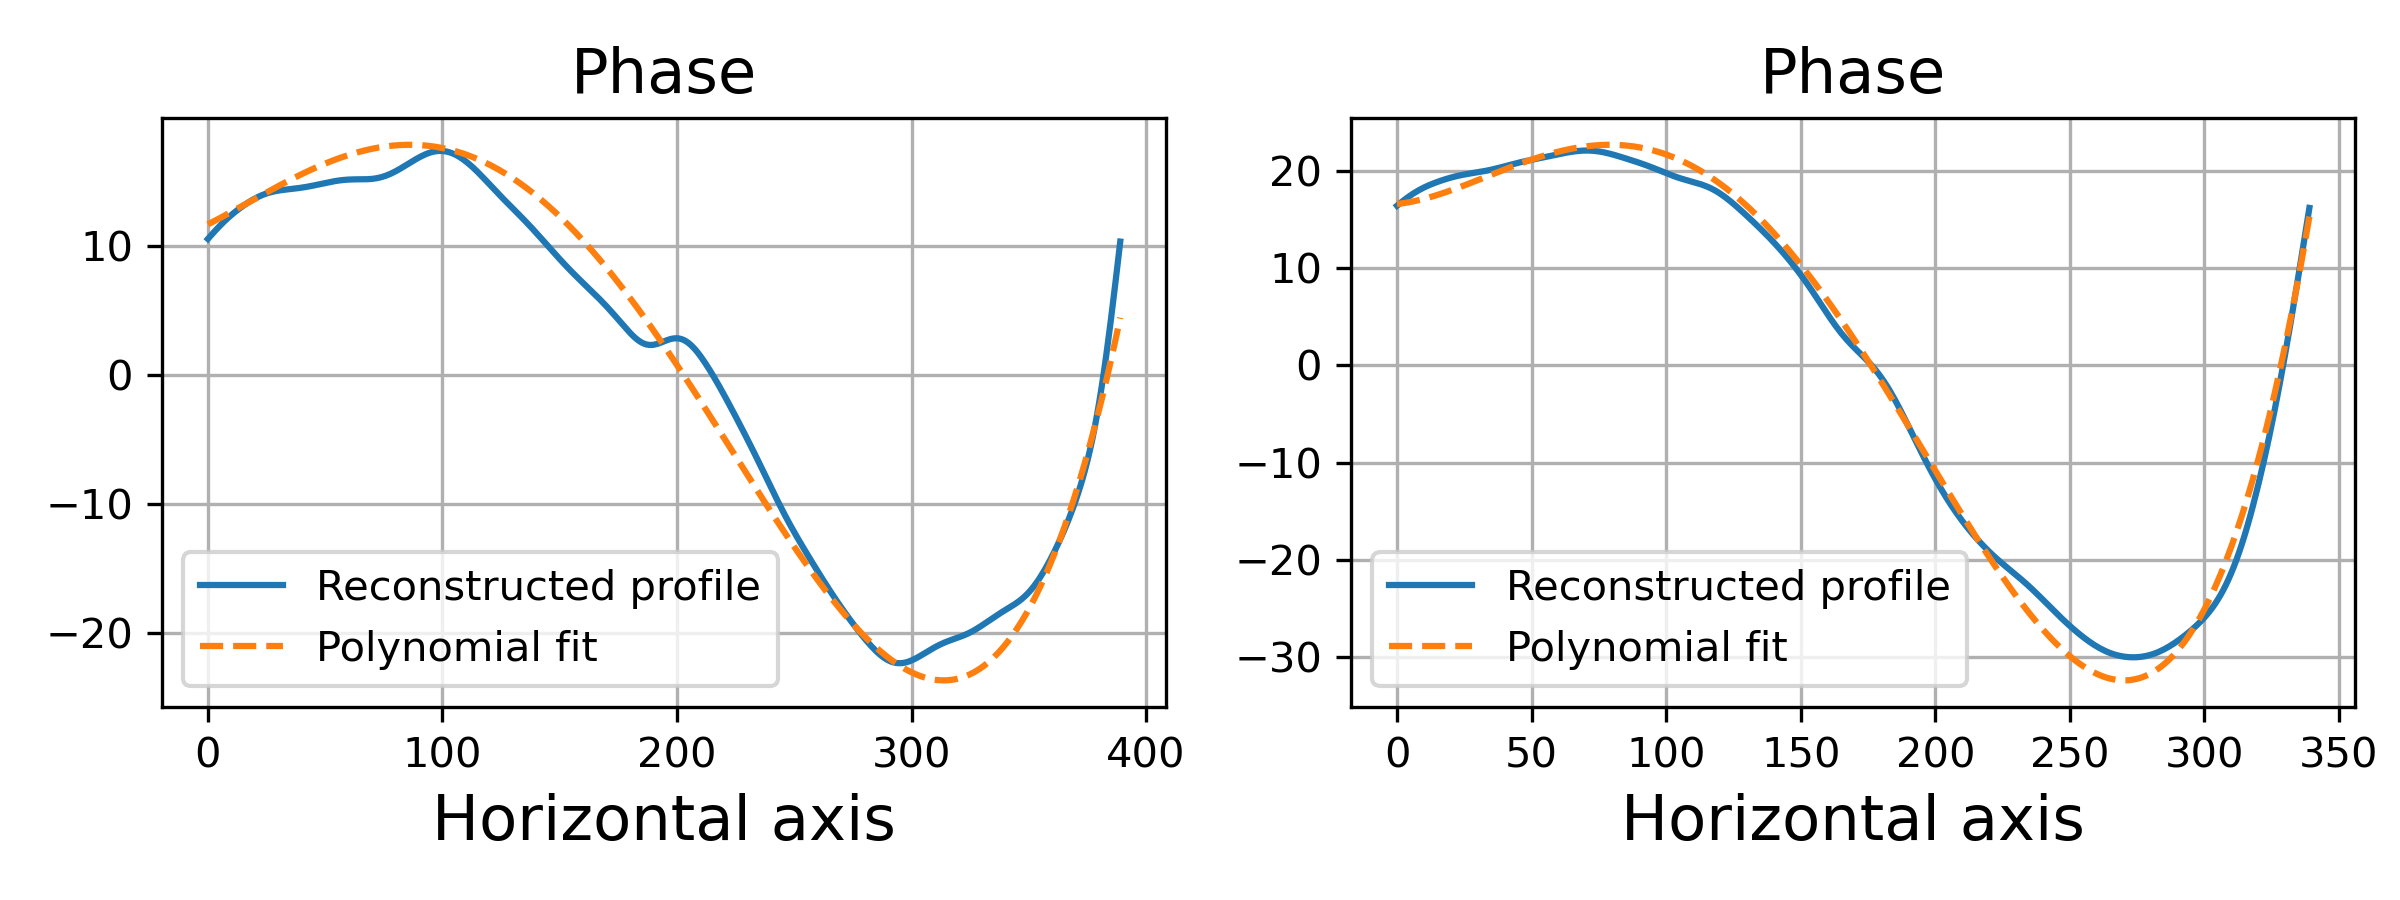 Phase
10
0
−10
−20
Reconstructed profile
Polynomial fit
0 100 200 300 400
Horizontal axis
Phase
20
10
0
−10
−20
−30
Reconstructed profile
Polynomial fit
0 50 100 150 200 250 300 350
Horizontal axis